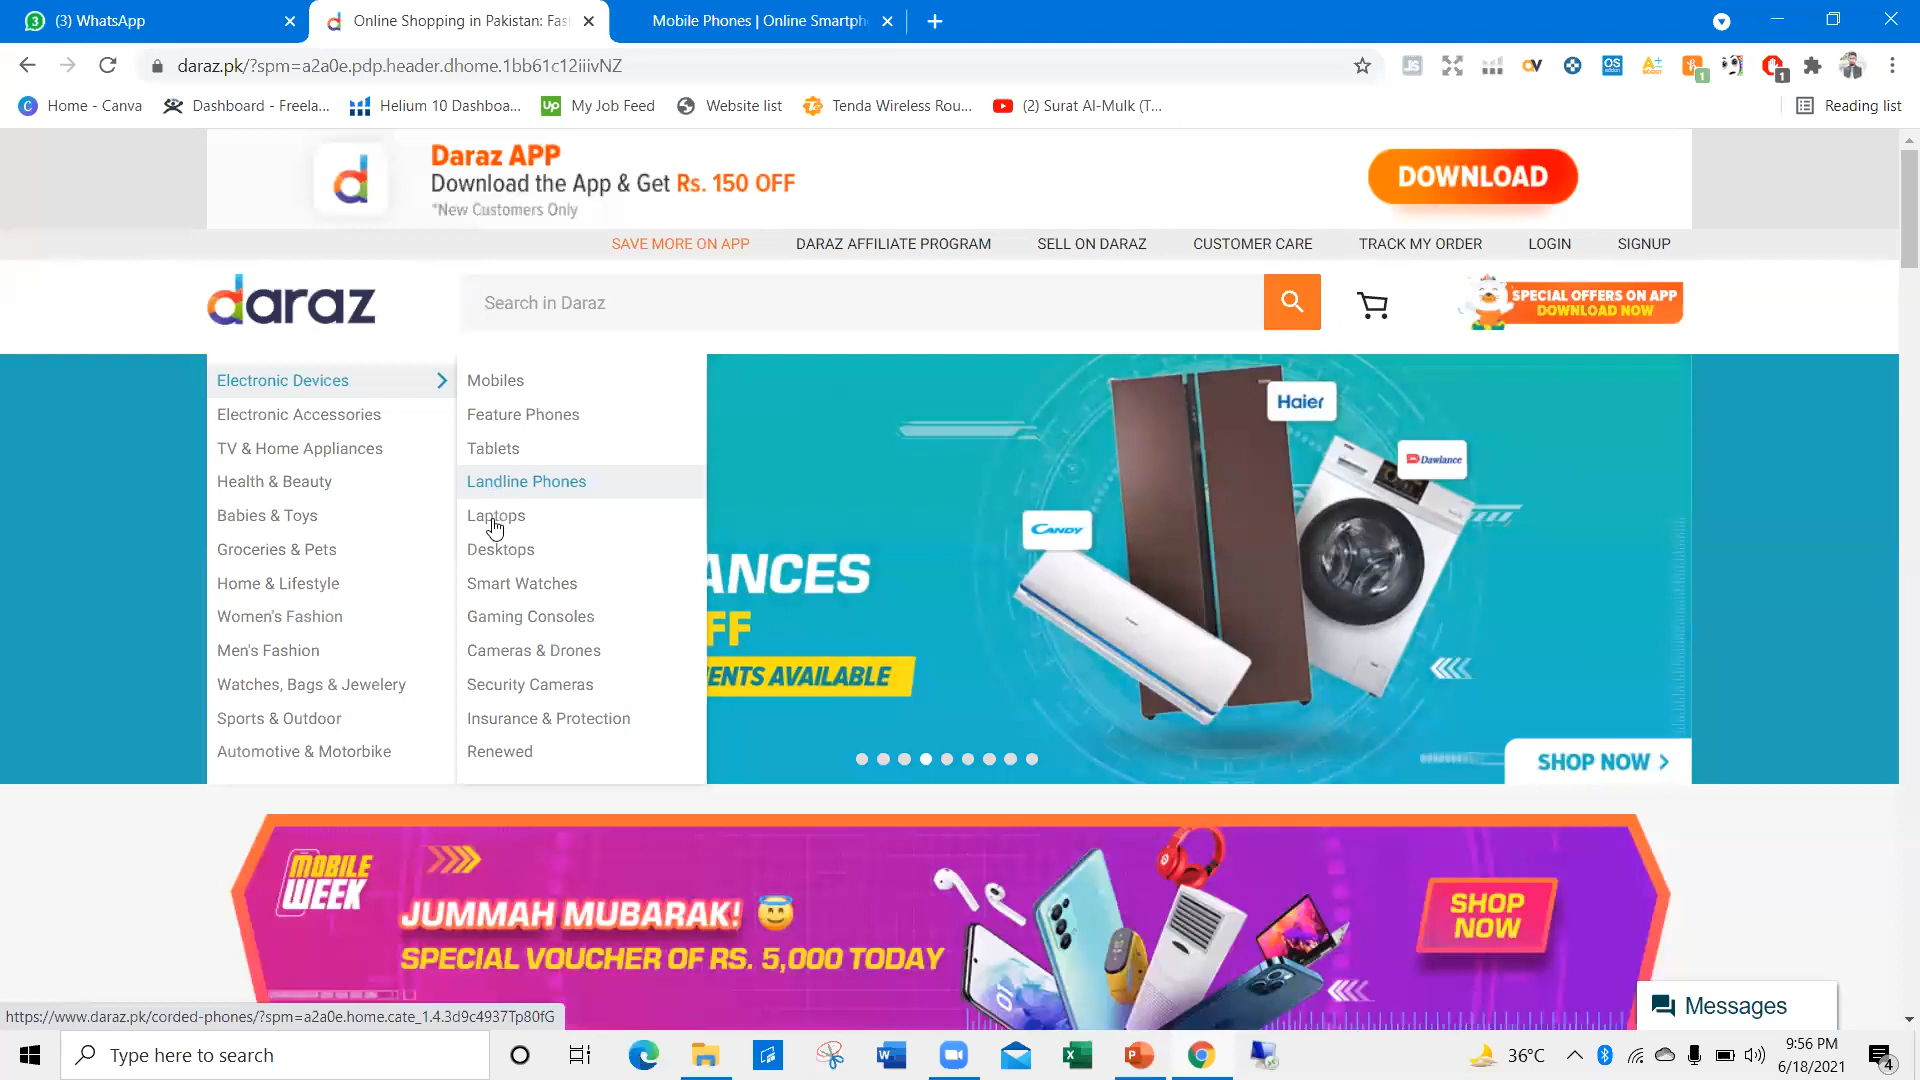 (3) WhatsApp
Online Shopping in Pakistan: Fas
Mobile Phones | Online Smartph
daraz.pk/?spm=a2a0e.pdp.header.dhome.1bb61c12iiivNZ
Home - Canva
Dashboard - Freela...
Helium 10 Dashboa...
My Job Feed
Website list
Tenda Wireless Rou...
(2) Surat Al-Mulk (T...
Reading list
Daraz APP
Download the App & Get Rs. 150 OFF
*New Customers Only
DOWNLOAD
SAVE MORE ON APP
DARAZ AFFILIATE PROGRAM
SELL ON DARAZ
CUSTOMER CARE
TRACK MY ORDER
LOGIN
SIGNUP
daraz
Search in Daraz
SPECIAL OFFERS ON APP
DOWNLOAD NOW
Electronic Devices
Electronic Accessories
TV & Home Appliances
Health & Beauty
Babies & Toys
Groceries & Pets
Home & Lifestyle
Women's Fashion
Men's Fashion
Watches, Bags & Jewelery
Sports & Outdoor
Automotive & Motorbike
Mobiles
Feature Phones
Tablets
Landline Phones
Laptops
Desktops
Smart Watches
Gaming Consoles
Cameras & Drones
Security Cameras
Insurance & Protection
Renewed
Haier
Dawlance
CANDY
ANCES
FF
ENTS AVAILABLE
SHOP NOW
MOBILE
WEEK
JUMMAH MUBARAK!
SPECIAL VOUCHER OF RS. 5,000 TODAY
SHOP
NOW
Messages
https://www.daraz.pk/corded-phones/?spm=a2a0e.home.cate_1.4.3d9c4937Tp80fG
Type here to search
36°C
9:56 PM
6/18/2021
4